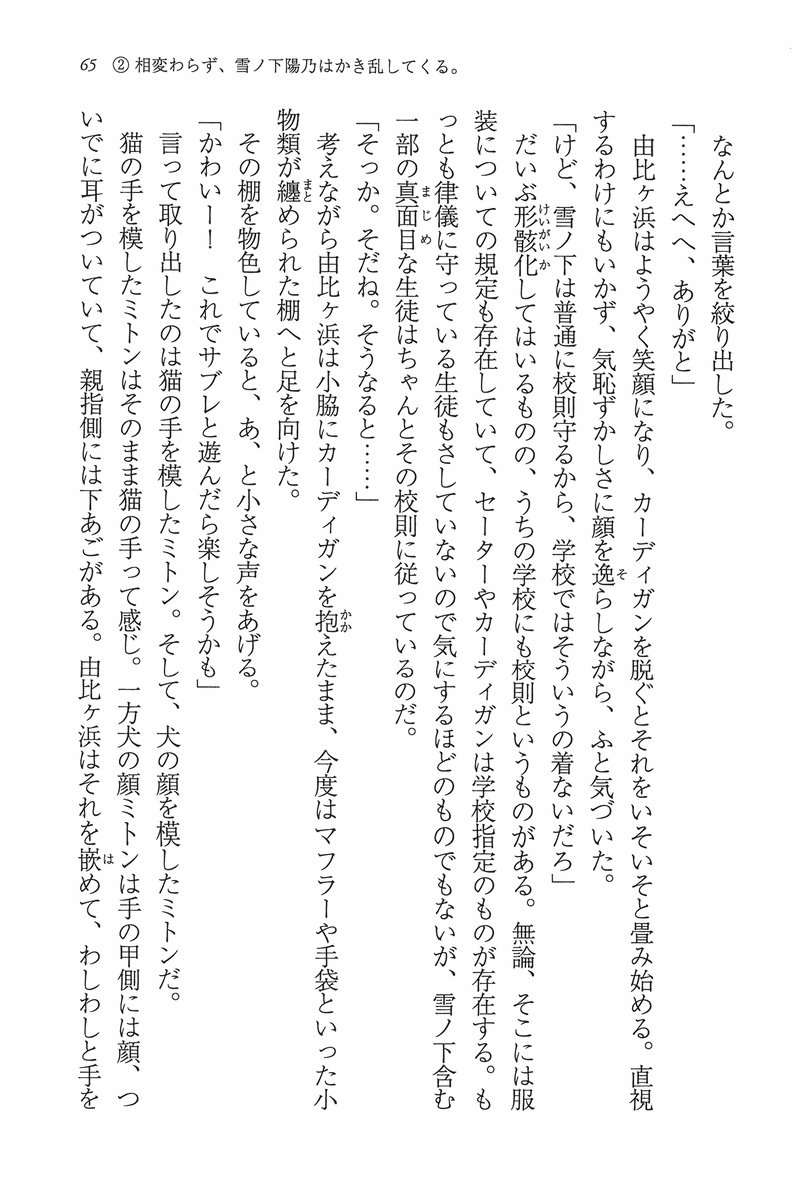 65 ② 相変わらず、雪ノ下陽乃はかき乱してくる。
なんとか言葉を絞り出した。
「……えへへ、ありがと」
由比ヶ浜はようやく笑顔になり、カーディガンを脱ぐとそれをいそいそと畳み始める。直視
するわけにもいかず、気恥ずかしさに顔を逸らしながら、ふと気づいた。
「けど、雪ノ下は普通に校則守るから、学校ではそういうの着ないだろ」
だいぶ形骸化してはいるものの、うちの学校にも校則というものがある。無論、そこには服
装についての規定も存在していて、セーターやカーディガンは学校指定のものが存在する。も
っとも律儀に守っている生徒もさしていないので気にするほどのものでもないが、雪ノ下含む
一部の真面目な生徒はちゃんとその校則に従っているのだ。
「そっか。そだね。そうなると……」
考えながら由比ヶ浜は小脇にカーディガンを抱えたまま、今度はマフラーや手袋といった小
物類が纏められた棚へと足を向けた。
その棚を物色していると、あ、と小さな声をあげる。
「かわいー！　これでサブレと遊んだら楽しそうかも」
言って取り出したのは猫の手を模したミトン。そして、犬の顔を模したミトンだ。
猫の手を模したミトンはそのまま猫の手って感じ。一方犬の顔ミトンは手の甲側には顔、つ
いでに耳がついていて、親指側には下あごがある。由比ヶ浜はそれを嵌めて、わしわしと手を